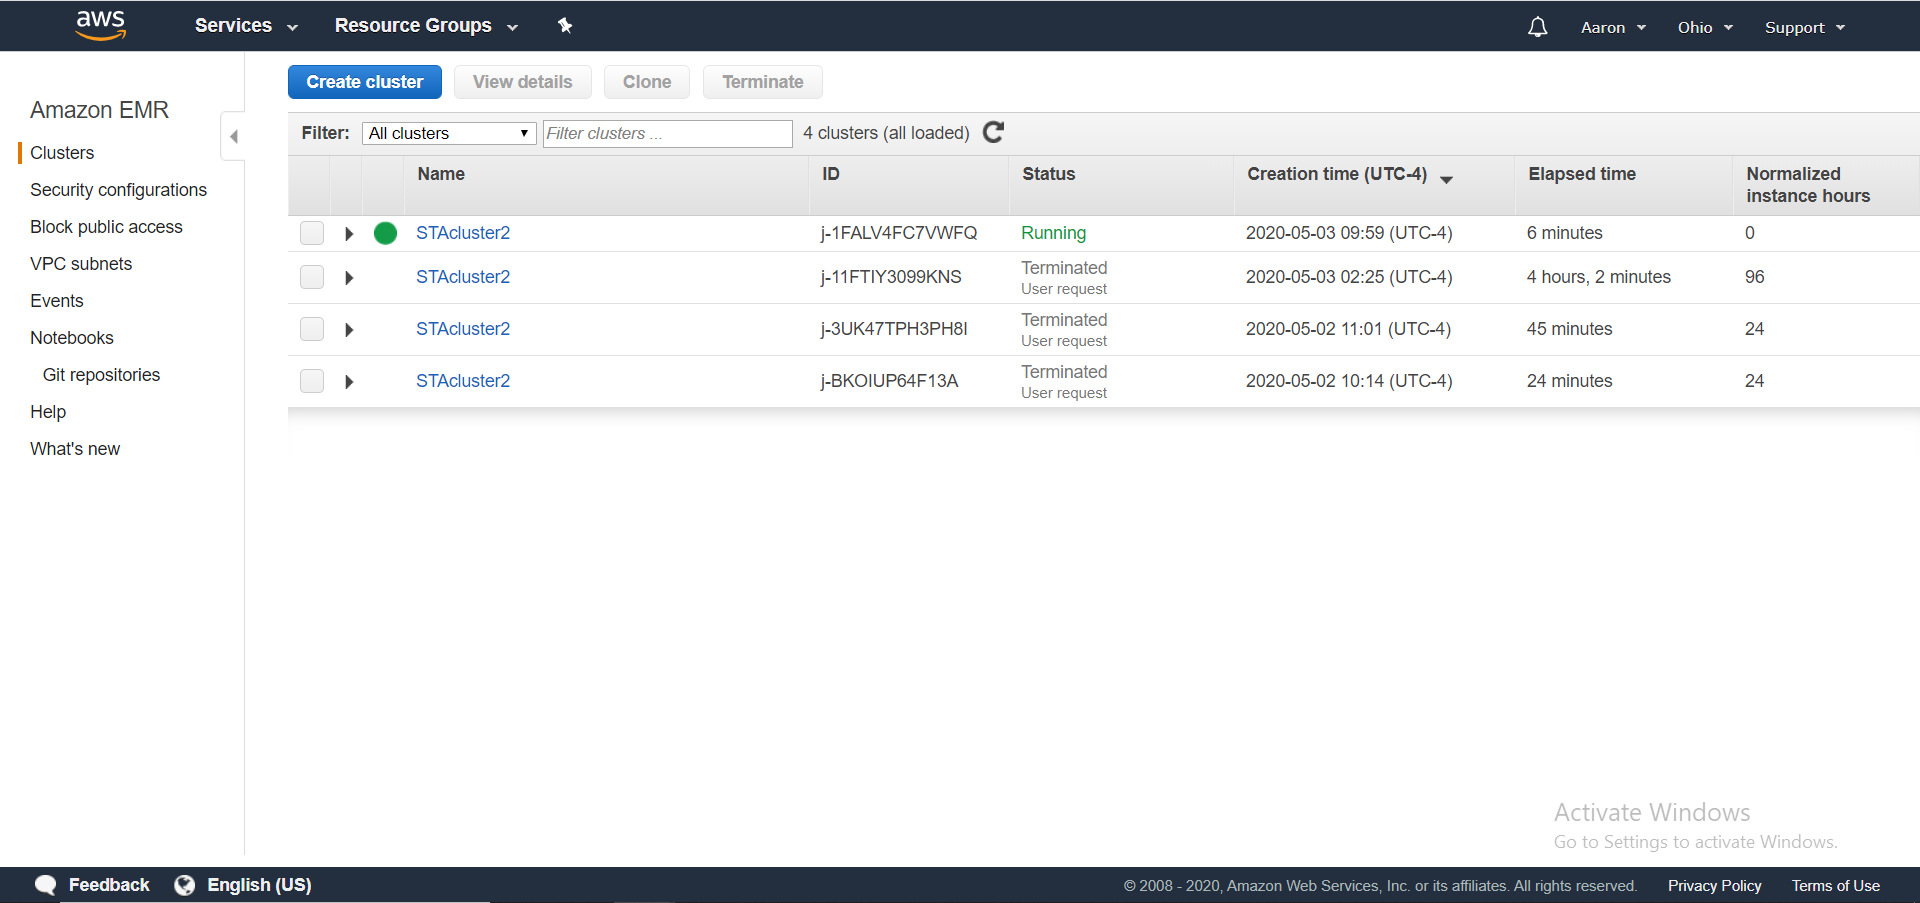 aws Services Resource Groups Aaron Ohio Support
Amazon EMR
Clusters
Security configurations
Block public access
VPC subnets
Events
Notebooks
Git repositories
Help
What's new
Create cluster View details Clone Terminate
Filter: All clusters Filter clusters ... 4 clusters (all loaded)
Name ID Status Creation time (UTC-4) Elapsed time Normalized
instance hours
STAcluster2 j-1FALV4FC7VWFQ Running 2020-05-03 09:59 (UTC-4) 6 minutes 0
STAcluster2 j-11FTIY3099KNS Terminated 2020-05-03 02:25 (UTC-4) 4 hours, 2 minutes 96
User request
STAcluster2 j-3UK47TPH3PH8I Terminated 2020-05-02 11:01 (UTC-4) 45 minutes 24
User request
STAcluster2 j-BKOIUP64F13A Terminated 2020-05-02 10:14 (UTC-4) 24 minutes 24
User request
Activate Windows
Go to Settings to activate Windows.
Feedback English (US) © 2008 - 2020, Amazon Web Services, Inc. or its affiliates. All rights reserved. Privacy Policy Terms of Use